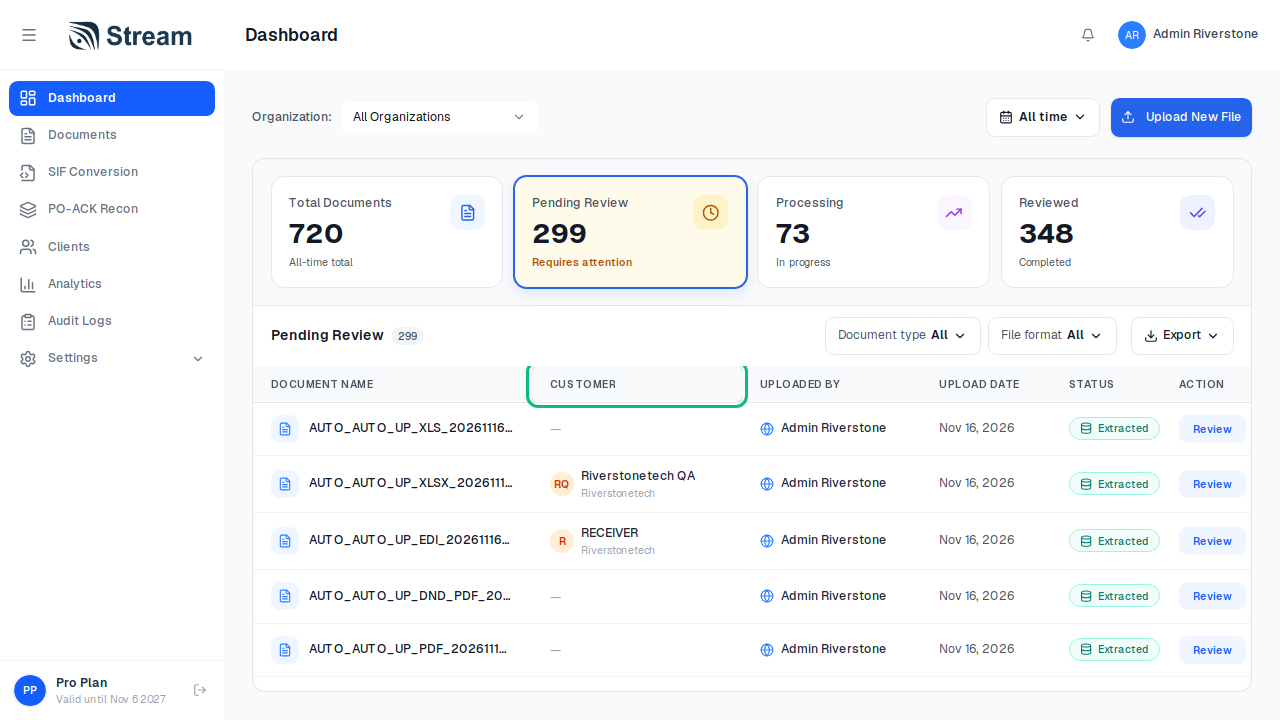 Stream
Dashboard
AR
Admin Riverstone
Dashboard
Documents
SIF Conversion
PO-ACK Recon
Clients
Analytics
Audit Logs
Settings
Organization:
All Organizations
All time
Upload New File
Total Documents
720
All-time total
Pending Review
299
Requires attention
Processing
73
In progress
Reviewed
348
Completed
Pending Review 299
Document type All
File format All
Export
DOCUMENT NAME CUSTOMER UPLOADED BY UPLOAD DATE STATUS ACTION
AUTO_AUTO_UP_XLS_20261116... — Admin Riverstone Nov 16, 2026 Extracted Review
AUTO_AUTO_UP_XLSX_2026111... RQ Riverstonetech QA Riverstonetech Admin Riverstone Nov 16, 2026 Extracted Review
AUTO_AUTO_UP_EDI_20261116... R RECEIVER Riverstonetech Admin Riverstone Nov 16, 2026 Extracted Review
AUTO_AUTO_UP_DND_PDF_20... — Admin Riverstone Nov 16, 2026 Extracted Review
AUTO_AUTO_UP_PDF_2026111... — Admin Riverstone Nov 16, 2026 Extracted Review
PP
Pro Plan
Valid until Nov 6 2027